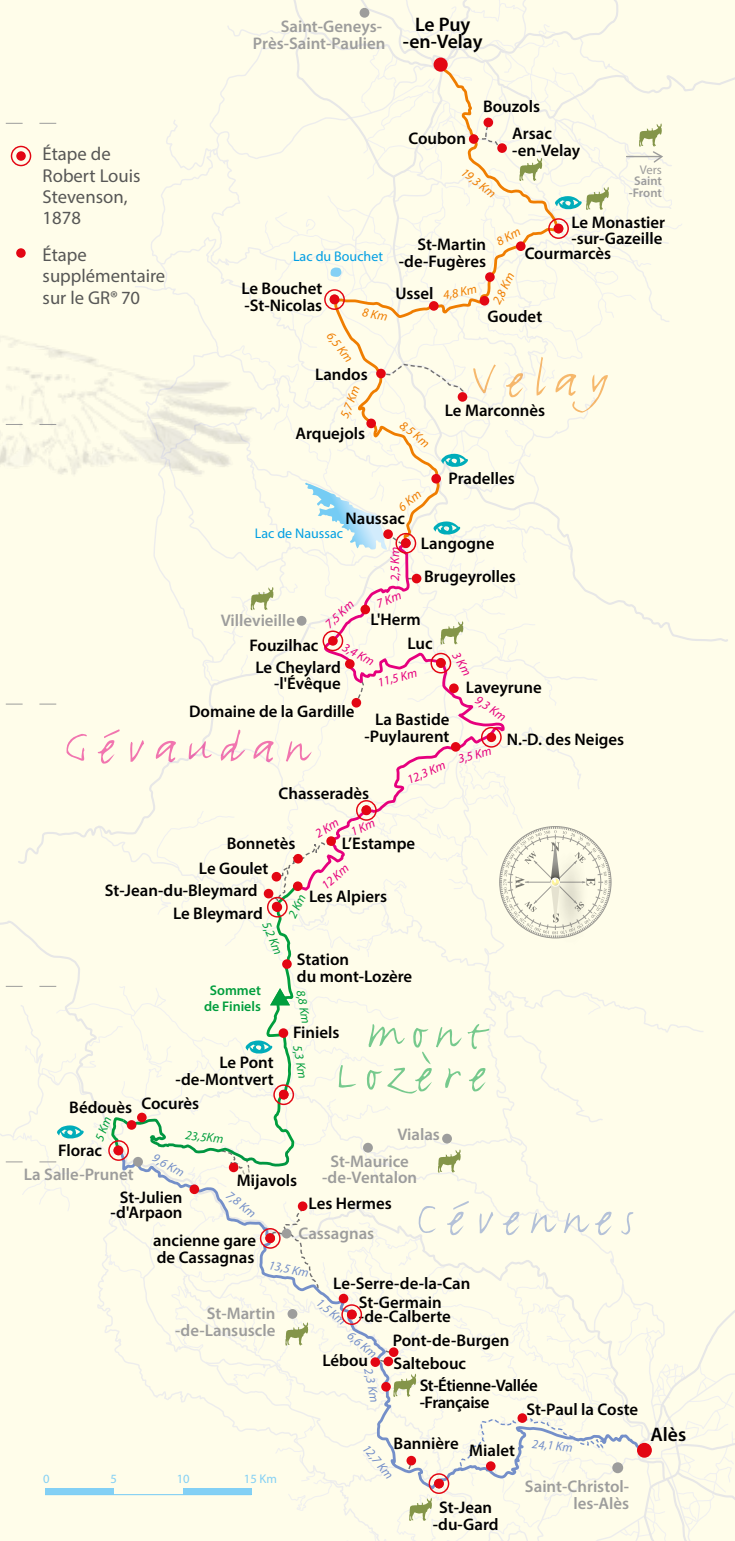 Saint-Geneys-
Près-Saint-Paulien
Le Puy
-en-Velay
Bouzols
Coubon
Arsac
-en-Velay
Vers
Saint
-Front
Étape de
Robert Louis
Stevenson,
1878
Étape
supplémentaire
sur le GR® 70
19,3 Km
Le Monastier
-sur-Gazeille
8 Km
Courmarcès
St-Martin
-de-Fugères
Lac du Bouchet
Le Bouchet
-St-Nicolas
Ussel
4,8 Km
2,8 Km
Goudet
8 Km
6,5 Km
Landos
Velay
Le Marconnès
5,7 Km
Arquejols
8,5 Km
Pradelles
6 Km
Naussac
Lac de Naussac
Langogne
2,5 Km
Brugeyrolles
7 Km
L'Herm
7,5 Km
Villevieille
Fouzilhac
3,4 Km
Luc
Le Cheylard
-l'Évêque
11,5 Km
3 Km
Laveyrune
9,3 Km
Domaine de la Gardille
La Bastide
-Puylaurent
N.-D. des Neiges
Gévaudan
3,5 Km
12,3 Km
Chasseradès
2 Km
1 Km
Bonnetès
L'Estampe
Le Goulet
12 Km
St-Jean-du-Bleymard
Les Alpiers
2 Km
Le Bleymard
N
NE
E
SE
S
SW
W
NW
5,2 Km
Station
du mont-Lozère
Sommet
de Finiels
8,8 Km
Finiels
mont
Lozère
5,3 Km
Le Pont
-de-Montvert
Bédouès
Cocurès
5 Km
23,5Km
Florac
Vialas
St-Maurice
-de-Ventalon
La Salle-Prunet
9,6 Km
Mijavols
St-Julien
-d'Arpaon
7,8 Km
Les Hermes
Cévennes
Cassagnas
ancienne gare
de Cassagnas
13,5 Km
Le-Serre-de-la-Can
St-Germain
-de-Calberte
1,5 Km
St-Martin
-de-Lansuscle
6,6 Km
Pont-de-Burgen
Lébou
Saltebouc
2,3 Km
St-Étienne-Vallée
-Française
St-Paul la Coste
Alès
Bannière
Mialet
24,1 Km
12,7 Km
Saint-Christol-
les-Alès
0
5
10
15 Km
St-Jean
-du-Gard